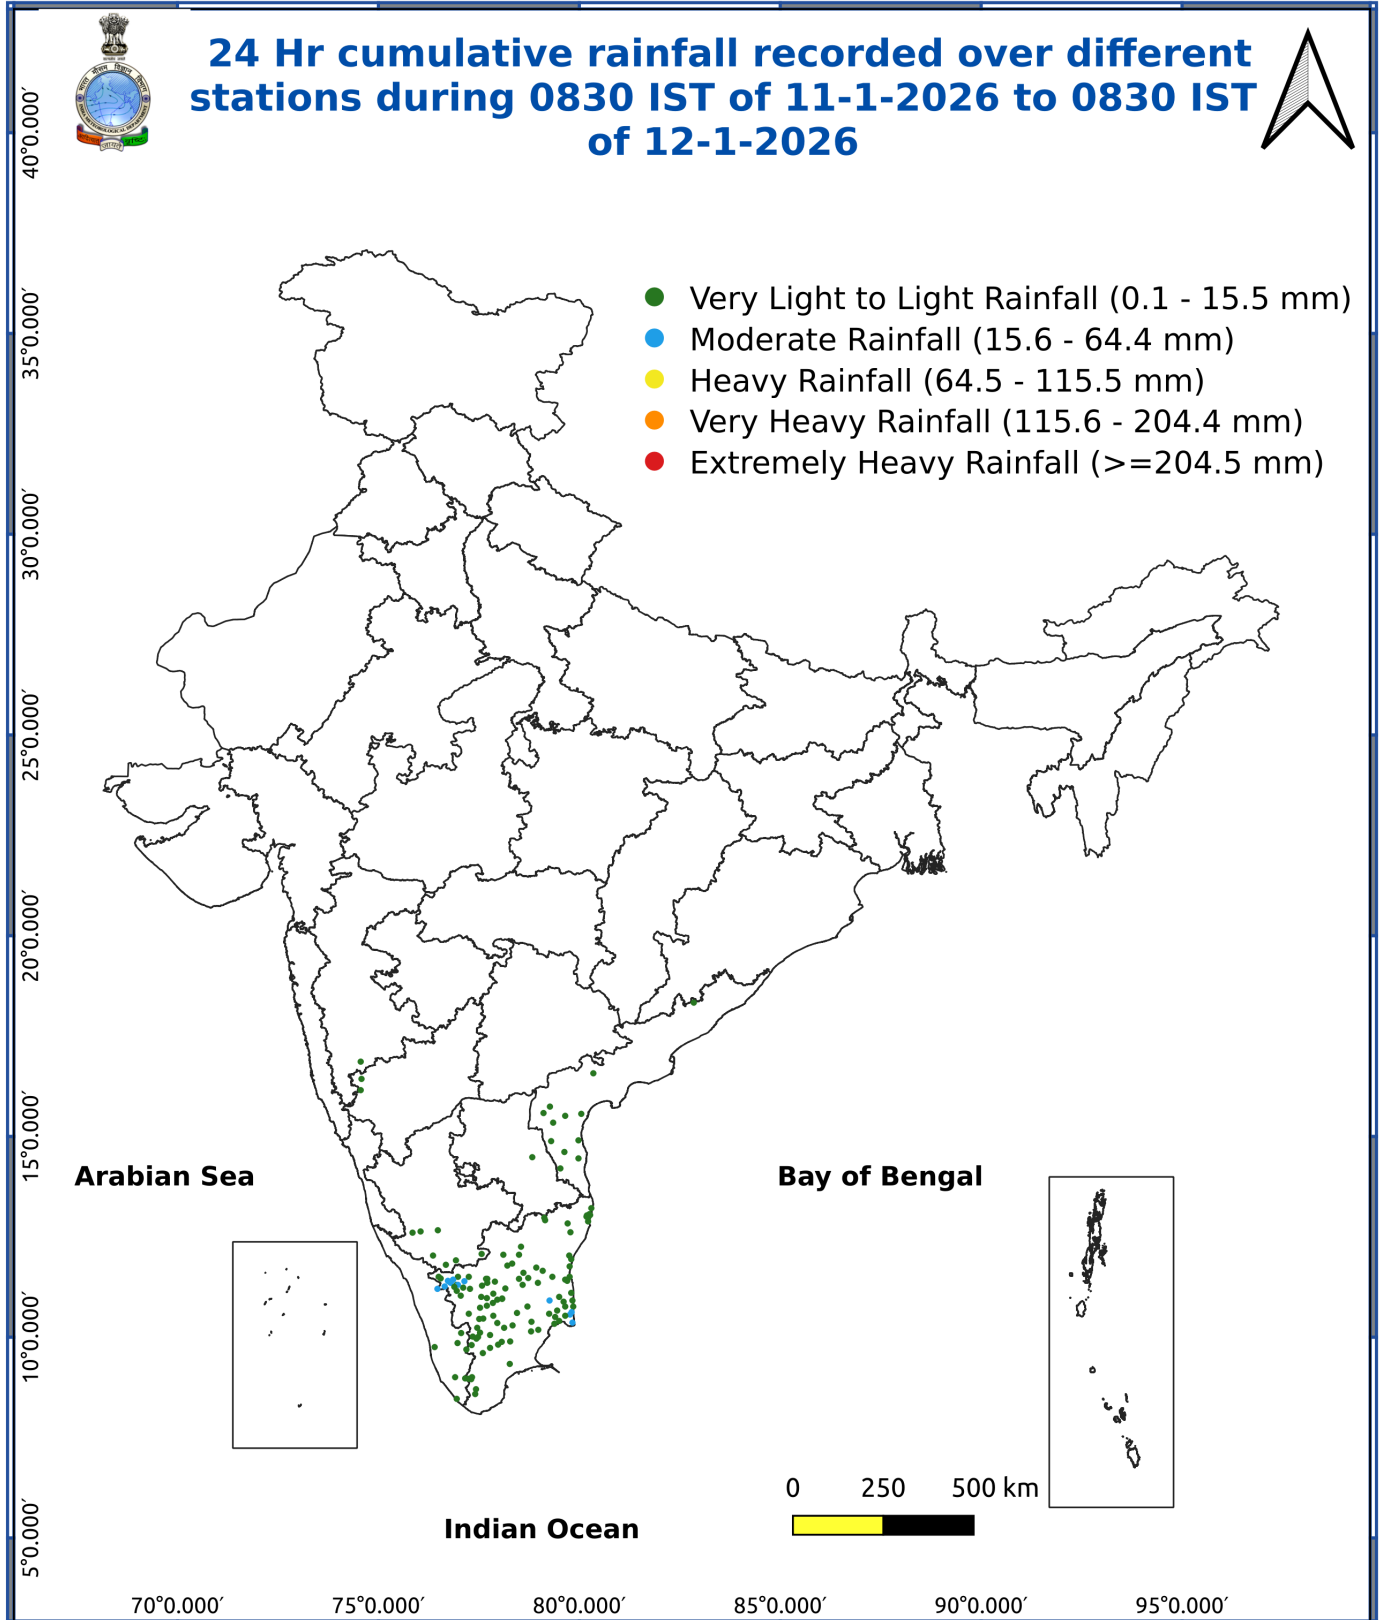 24 Hr cumulative rainfall recorded over different
stations during 0830 IST of 11-1-2026 to 0830 IST
of 12-1-2026
Very Light to Light Rainfall (0.1 - 15.5 mm)
Moderate Rainfall (15.6 - 64.4 mm)
Heavy Rainfall (64.5 - 115.5 mm)
Very Heavy Rainfall (115.6 - 204.4 mm)
Extremely Heavy Rainfall (>=204.5 mm)
40°0.000′
35°0.000′
30°0.000′
25°0.000′
20°0.000′
15°0.000′
10°0.000′
5°0.000′
Arabian Sea
Bay of Bengal
Indian Ocean
0 250 500 km
70°0.000′ 75°0.000′ 80°0.000′ 85°0.000′ 90°0.000′ 95°0.000′